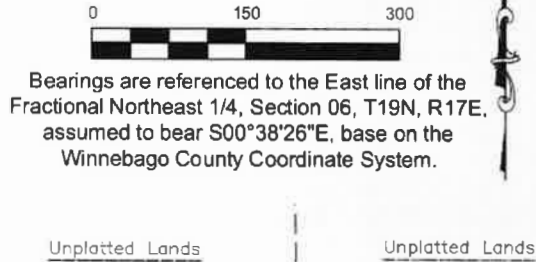 0 150 300
Bearings are referenced to the East line of the
Fractional Northeast 1/4, Section 06, T19N, R17E,
assumed to bear S00°38'26"E, base on the
Winnebago County Coordinate System.
Unplatted Lands Unplatted Lands